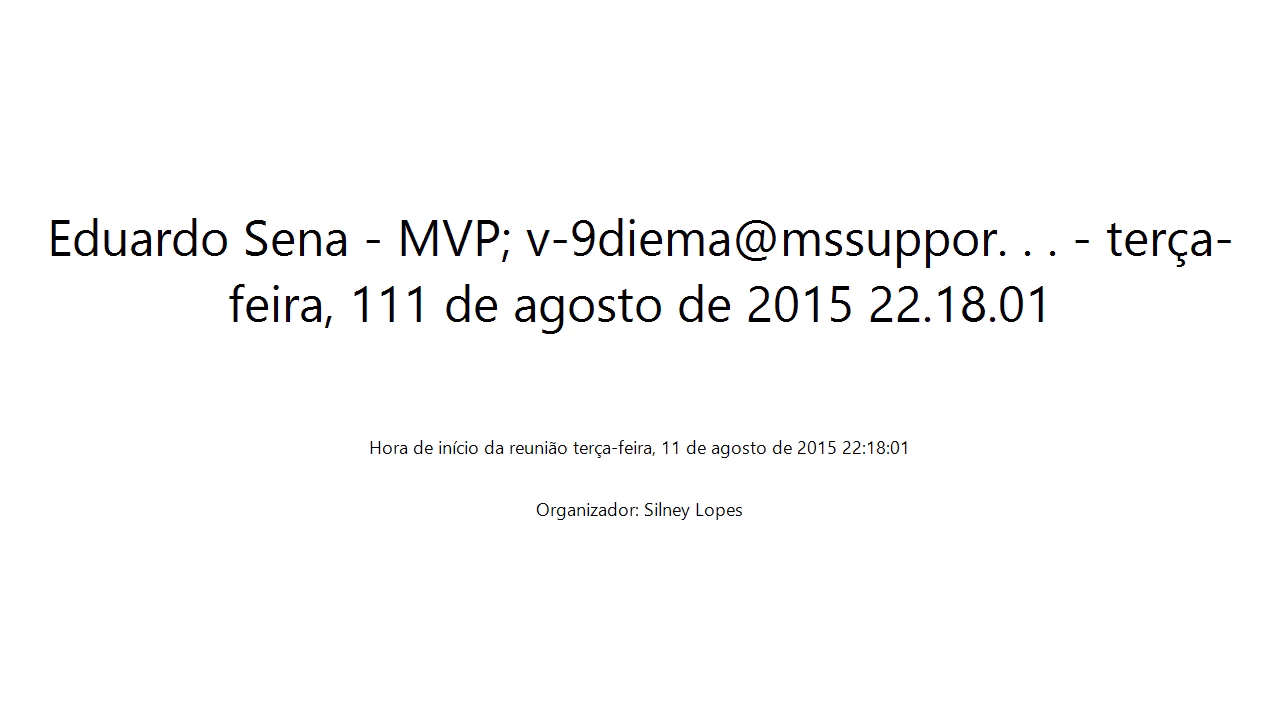 Eduardo Sena - MVP; v-9diema@mssuppor. . . - terça-
feira, 111 de agosto de 2015 22.18.01
Hora de início da reunião terça-feira, 11 de agosto de 2015 22:18:01
Organizador: Silney Lopes